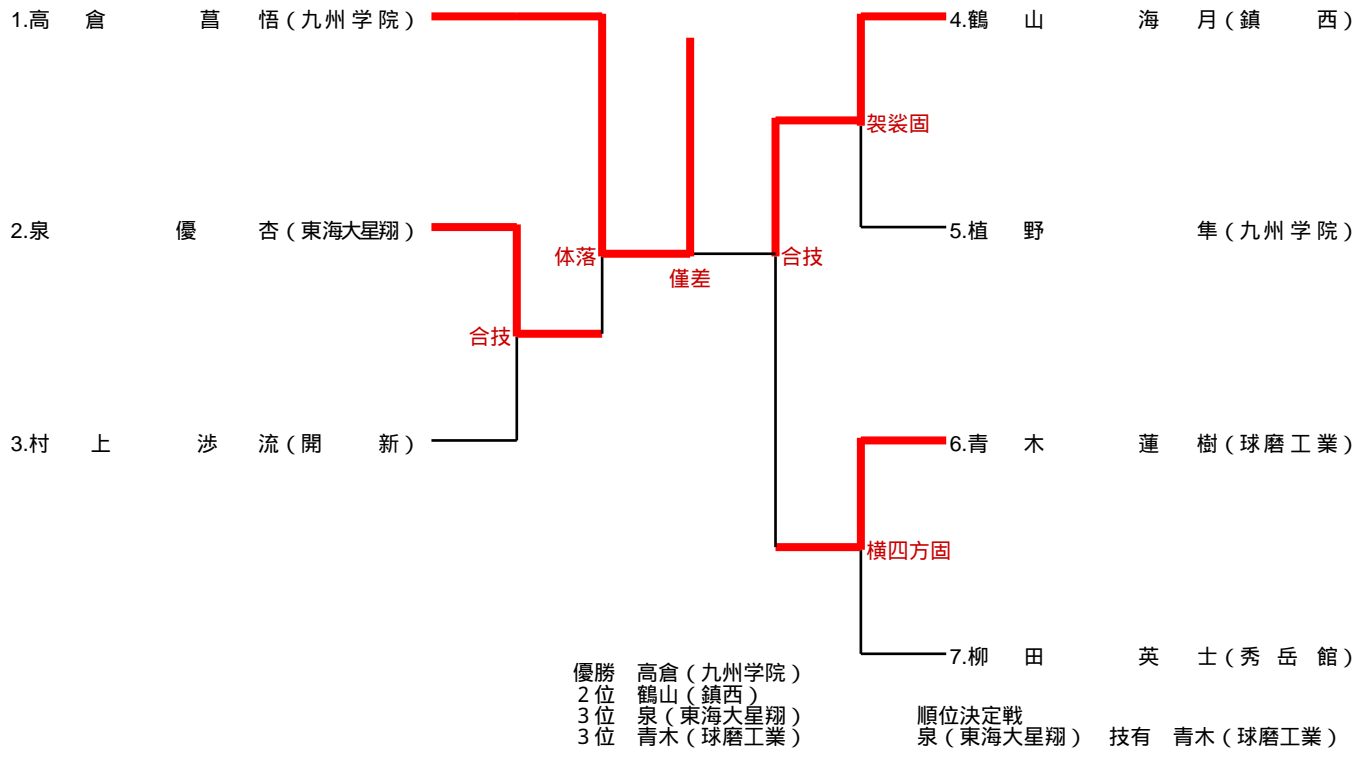 1.高倉 菖悟(九州学院)
4.鶴山 海月(鎮西)
袈裟固
2.泉 優杏(東海大星翔)
5.植野 隼(九州学院)
体落
合技
僅差
合技
3.村上 渉流(開新)
6.青木 蓮樹(球磨工業)
横四方固
7.柳田 英士(秀岳館)
優勝 高倉(九州学院)
2位 鶴山(鎮西)
3位 泉(東海大星翔) 順位決定戦
3位 青木(球磨工業) 泉(東海大星翔) 技有 青木(球磨工業)